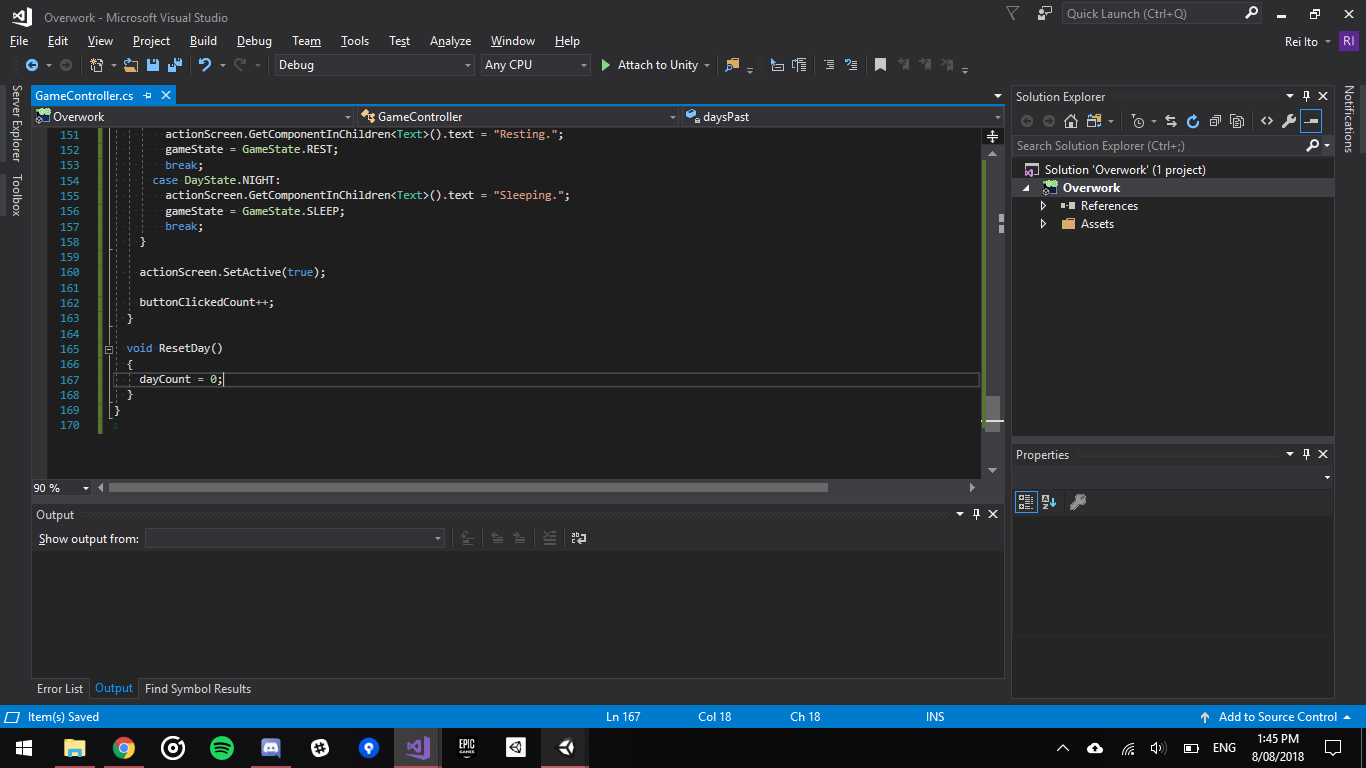 Overwork - Microsoft Visual Studio
Quick Launch (Ctrl+Q)
File Edit View Project Build Debug Team Tools Test Analyze Window Help
Rei Ito RI
Debug Any CPU Attach to Unity
Server Explorer
Toolbox
GameController.cs
Overwork GameController daysPast
151 actionScreen.GetComponentInChildren<Text>().text = "Resting.";
152 gameState = GameState.REST;
153 break;
154 case DayState.NIGHT:
155 actionScreen.GetComponentInChildren<Text>().text = "Sleeping.";
156 gameState = GameState.SLEEP;
157 break;
158 }
159
160 actionScreen.SetActive(true);
161
162 buttonClickedCount++;
163 }
164
165 void ResetDay()
166 {
167 dayCount = 0;
168 }
169 }
170
90 %
Output
Show output from:
Error List Output Find Symbol Results
Solution Explorer
Search Solution Explorer (Ctrl+;)
Solution 'Overwork' (1 project)
Overwork
References
Assets
Properties
Notifications
Item(s) Saved Ln 167 Col 18 Ch 18 INS Add to Source Control
EPIC
GAMES
ENG
1:45 PM
8/08/2018